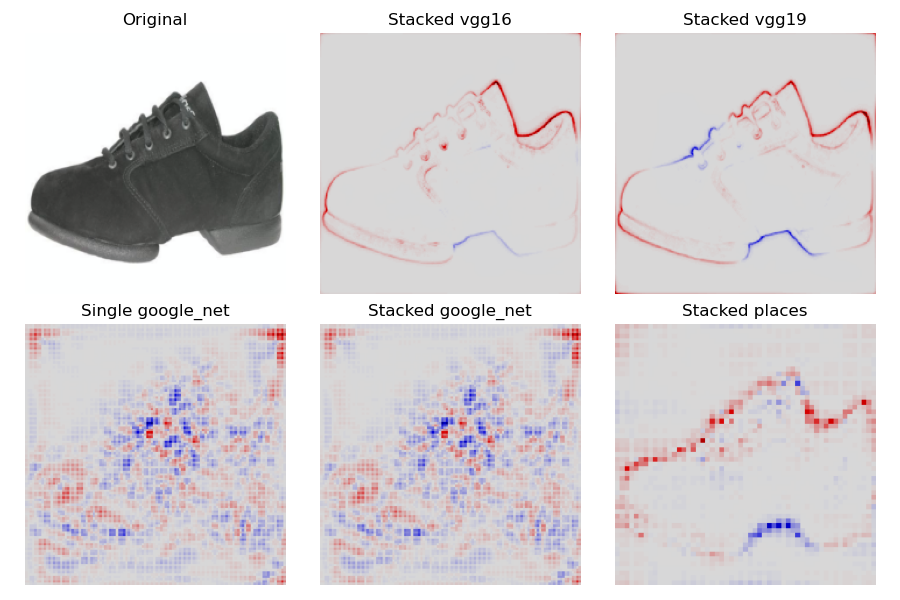 Original
Stacked vgg16
Stacked vgg19
Single google_net
Stacked google_net
Stacked places